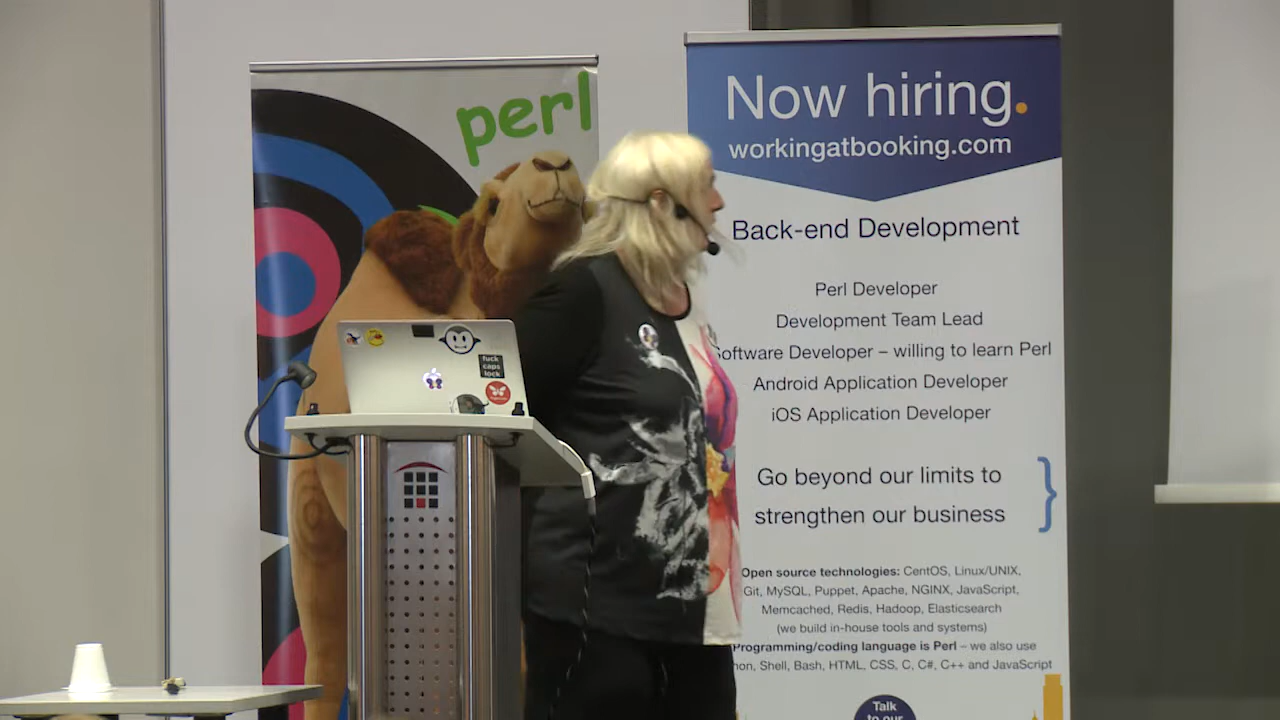 perl
fuck
caps
lock
Now hiring.
workingatbooking.com
Back-end Development
Perl Developer
Development Team Lead
Software Developer – willing to learn Perl
Android Application Developer
iOS Application Developer
Go beyond our limits to
strengthen our business
Open source technologies: CentOS, Linux/UNIX,
Git, MySQL, Puppet, Apache, NGINX, JavaScript,
Memcached, Redis, Hadoop, Elasticsearch
(we build in-house tools and systems)
Programming/coding language is Perl – we also use
hon, Shell, Bash, HTML, CSS, C, C#, C++ and JavaScript
Talk
to our